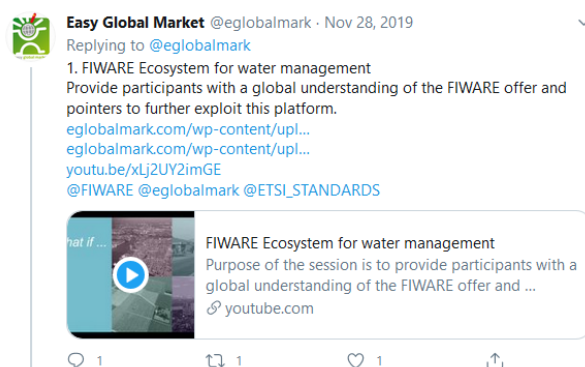 Easy Global Market @eglobalmark · Nov 28, 2019
Replying to @eglobalmark
1. FIWARE Ecosystem for water management
Provide participants with a global understanding of the FIWARE offer and
pointers to further exploit this platform.
eglobalmark.com/wp-content/upl...
eglobalmark.com/wp-content/upl...
youtu.be/xLj2UY2imGE
@FIWARE @eglobalmark @ETSI_STANDARDS
hat if ...
FIWARE Ecosystem for water management
Purpose of the session is to provide participants with a
global understanding of the FIWARE offer and ...
youtube.com
1 1 1